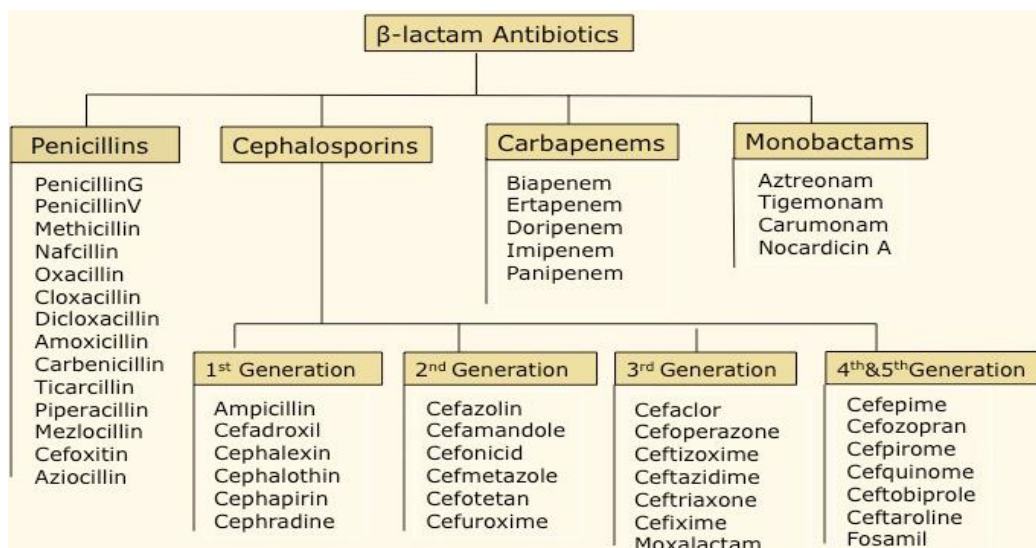 β-lactam Antibiotics
Penicillins
PenicillinG
PenicillinV
Methicillin
Nafcillin
Oxacillin
Cloxacillin
Dicloxacillin
Amoxicillin
Carbenicillin
Ticarcillin
Piperacillin
Mezlocillin
Cefoxitin
Aziocillin
Cephalosporins
Carbapenems
Biapenem
Ertapenem
Doripenem
Imipenem
Panipenem
Monobactams
Aztreonam
Tigemonam
Carumonam
Nocardicin A
1st Generation
Ampicillin
Cefadroxil
Cephalexin
Cephalothin
Cephapirin
Cephradine
2nd Generation
Cefazolin
Cefamandole
Cefonicid
Cefmetazole
Cefotetan
Cefuroxime
3rd Generation
Cefaclor
Cefoperazone
Ceftizoxime
Ceftazidime
Ceftriaxone
Cefixime
Moxalactam
4th&5thGeneration
Cefepime
Cefozopran
Cefpirome
Cefquinome
Ceftobiprole
Ceftaroline
Fosamil